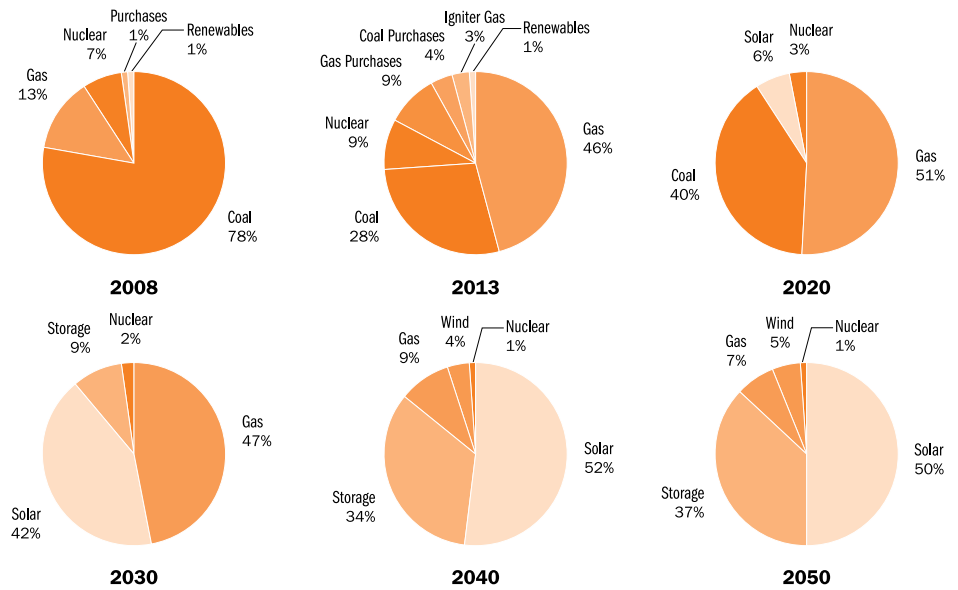 Purchases
1%
Renewables
1%
Nuclear
7%
Gas
13%
Coal
78%
2008
Igniter Gas
3%
Renewables
1%
Coal Purchases
4%
Gas Purchases
9%
Nuclear
9%
Gas
46%
Coal
28%
2013
Solar
6%
Nuclear
3%
Coal
40%
Gas
51%
2020
Storage
9%
Nuclear
2%
Gas
47%
Solar
42%
2030
Gas
9%
Wind
4%
Nuclear
1%
Solar
52%
Storage
34%
2040
Gas
7%
Wind
5%
Nuclear
1%
Solar
50%
Storage
37%
2050